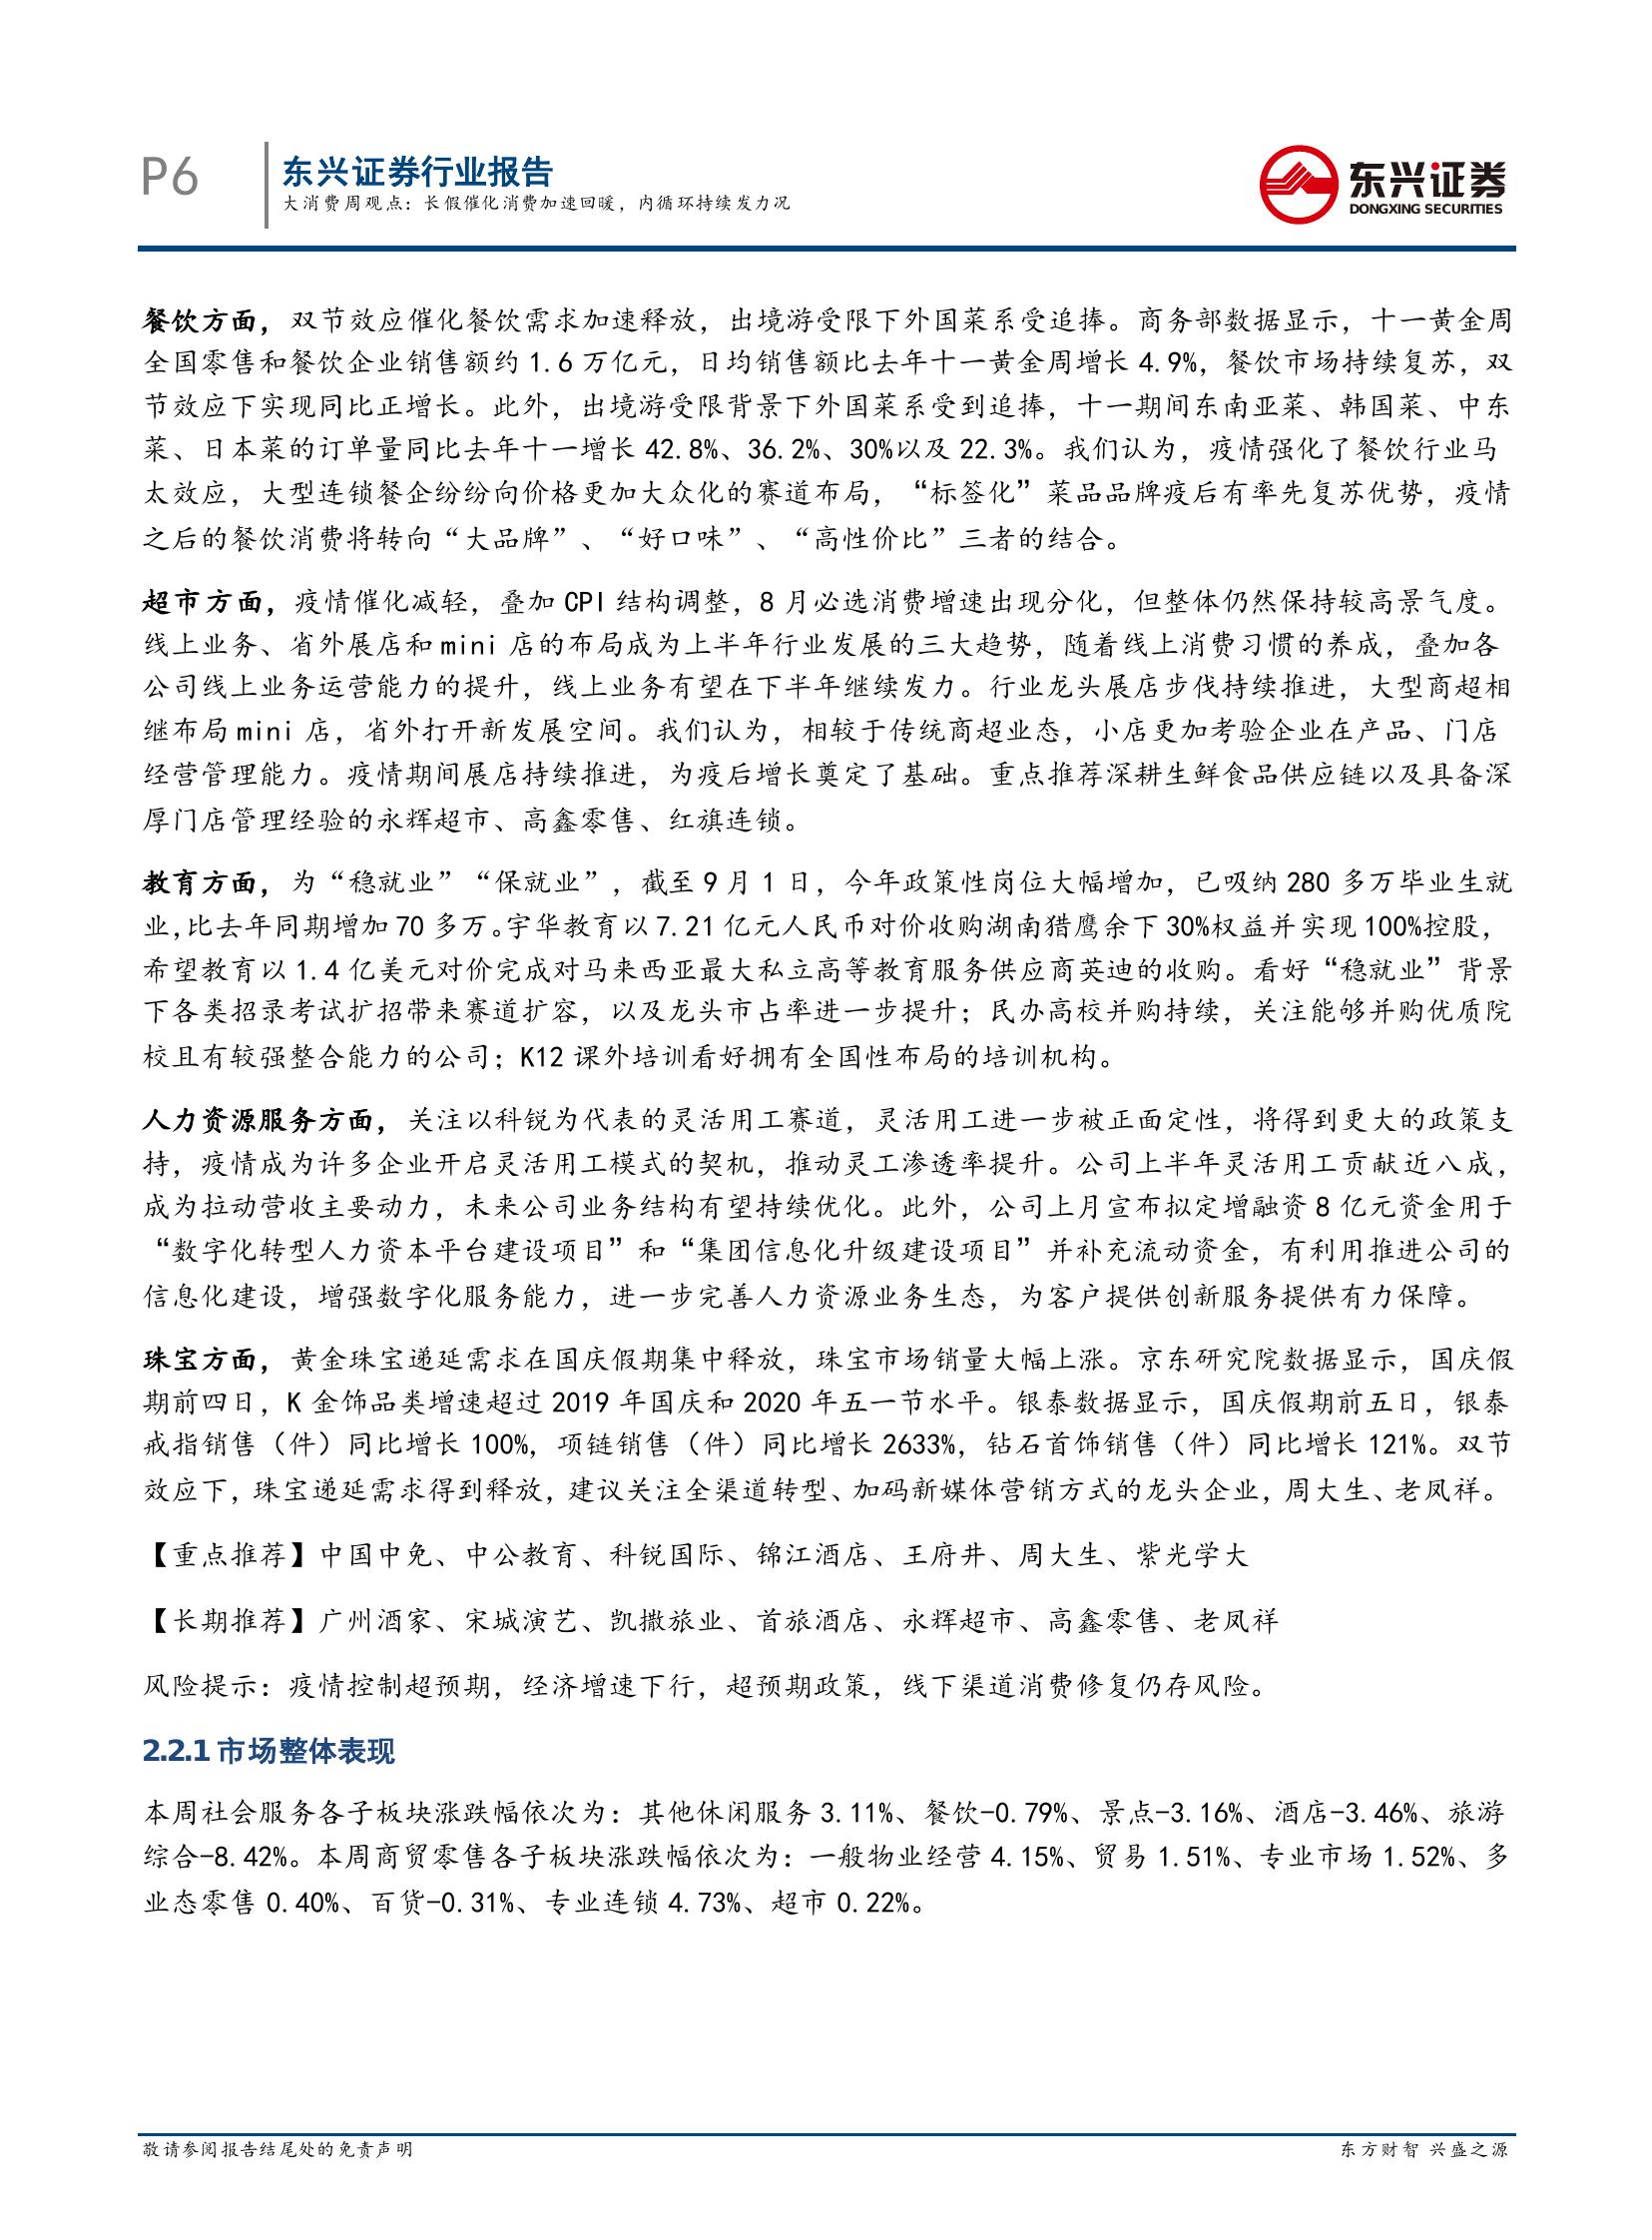 P6
东兴证券行业报告
大消费周观点：长假催化消费加速回暖，内循环持续发力况
东兴证券
DONGXING SECURITIES
餐饮方面，双节效应催化餐饮需求加速释放，出境游受限下外国菜系受追捧。商务部数据显示，十一黄金周
全国零售和餐饮企业销售额约 1.6 万亿元，日均销售额比去年十一黄金周增长 4.9%，餐饮市场持续复苏，双
节效应下实现同比正增长。此外，出境游受限背景下外国菜系受到追捧，十一期间东南亚菜、韩国菜、中东
菜、日本菜的订单量同比去年十一增长 42.8%、36.2%、30%以及 22.3%。我们认为，疫情强化了餐饮行业马
太效应，大型连锁餐企纷纷向价格更加大众化的赛道布局，“标签化”菜品品牌疫后有率先复苏优势，疫情
之后的餐饮消费将转向“大品牌”、“好口味”、“高性价比”三者的结合。
超市方面，疫情催化减轻，叠加 CPI 结构调整，8 月必选消费增速出现分化，但整体仍然保持较高景气度。
线上业务、省外展店和 mini 店的布局成为上半年行业发展的三大趋势，随着线上消费习惯的养成，叠加各
公司线上业务运营能力的提升，线上业务有望在下半年继续发力。行业龙头展店步伐持续推进，大型商超相
继布局 mini 店，省外打开新发展空间。我们认为，相较于传统商超业态，小店更加考验企业在产品、门店
经营管理能力。疫情期间展店持续推进，为疫后增长奠定了基础。重点推荐深耕生鲜食品供应链以及具备深
厚门店管理经验的永辉超市、高鑫零售、红旗连锁。
教育方面，为“稳就业”“保就业”，截至 9 月 1 日，今年政策性岗位大幅增加，已吸纳 280 多万毕业生就
业,比去年同期增加 70 多万。宇华教育以 7.21 亿元人民币对价收购湖南猎鹰余下 30%权益并实现 100%控股，
希望教育以 1.4 亿美元对价完成对马来西亚最大私立高等教育服务供应商英迪的收购。看好“稳就业”背景
下各类招录考试扩招带来赛道扩容，以及龙头市占率进一步提升；民办高校并购持续，关注能够并购优质院
校且有较强整合能力的公司；K12 课外培训看好拥有全国性布局的培训机构。
人力资源服务方面，关注以科锐为代表的灵活用工赛道，灵活用工进一步被正面定性，将得到更大的政策支
持，疫情成为许多企业开启灵活用工模式的契机，推动灵工渗透率提升。公司上半年灵活用工贡献近八成，
成为拉动营收主要动力，未来公司业务结构有望持续优化。此外，公司上月宣布拟定增融资 8 亿元资金用于
“数字化转型人力资本平台建设项目”和“集团信息化升级建设项目”并补充流动资金，有利用推进公司的
信息化建设，增强数字化服务能力，进一步完善人力资源业务生态，为客户提供创新服务提供有力保障。
珠宝方面，黄金珠宝递延需求在国庆假期集中释放，珠宝市场销量大幅上涨。京东研究院数据显示，国庆假
期前四日，K 金饰品类增速超过 2019 年国庆和 2020 年五一节水平。银泰数据显示，国庆假期前五日，银泰
戒指销售（件）同比增长 100%，项链销售（件）同比增长 2633%，钻石首饰销售（件）同比增长 121%。双节
效应下，珠宝递延需求得到释放，建议关注全渠道转型、加码新媒体营销方式的龙头企业，周大生、老凤祥。
【重点推荐】中国中免、中公教育、科锐国际、锦江酒店、王府井、周大生、紫光学大
【长期推荐】广州酒家、宋城演艺、凯撒旅业、首旅酒店、永辉超市、高鑫零售、老凤祥
风险提示：疫情控制超预期，经济增速下行，超预期政策，线下渠道消费修复仍存风险。
2.2.1 市场整体表现
本周社会服务各子板块涨跌幅依次为：其他休闲服务 3.11%、餐饮-0.79%、景点-3.16%、酒店-3.46%、旅游
综合-8.42%。本周商贸零售各子板块涨跌幅依次为：一般物业经营 4.15%、贸易 1.51%、专业市场 1.52%、多
业态零售 0.40%、百货-0.31%、专业连锁 4.73%、超市 0.22%。
敬请参阅报告结尾处的免责声明
东方财智 兴盛之源